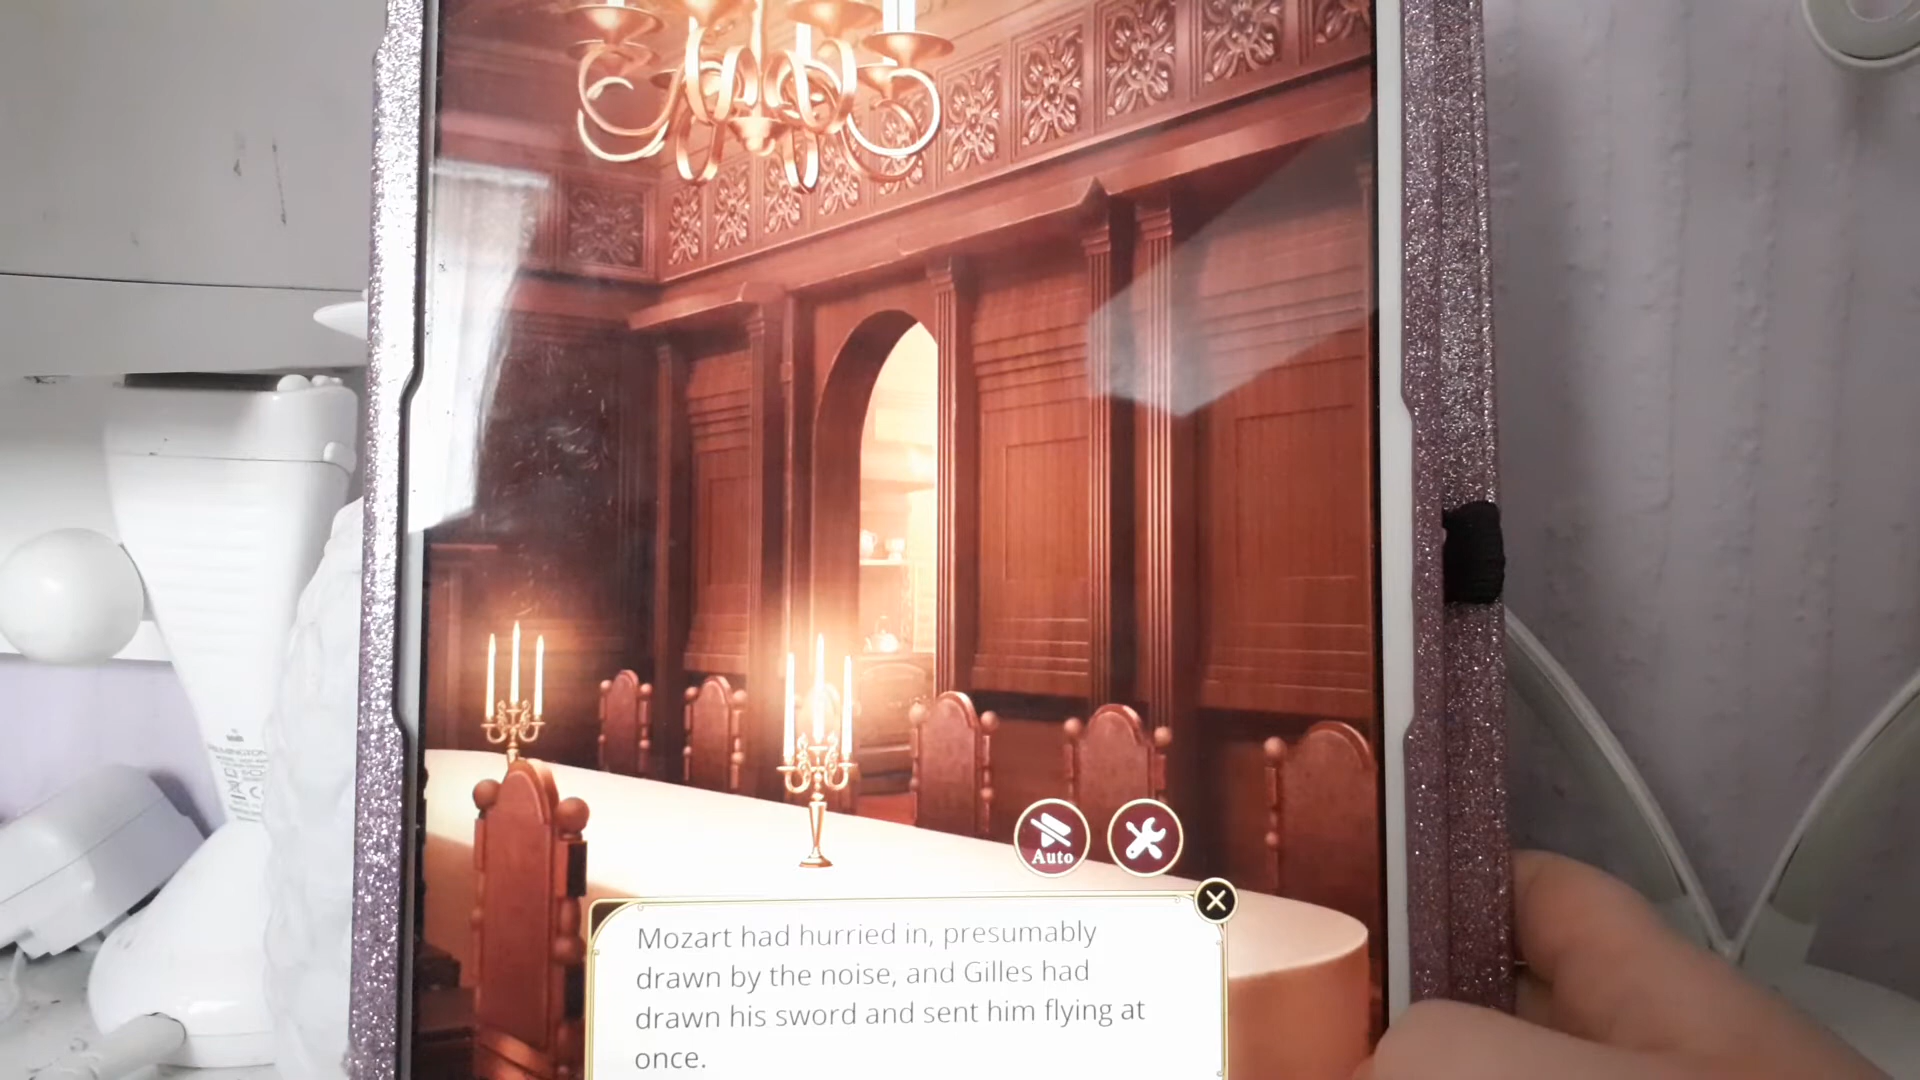 REMINGTON
Auto
Mozart had hurried in, presumably
drawn by the noise, and Gilles had
drawn his sword and sent him flying at
once.